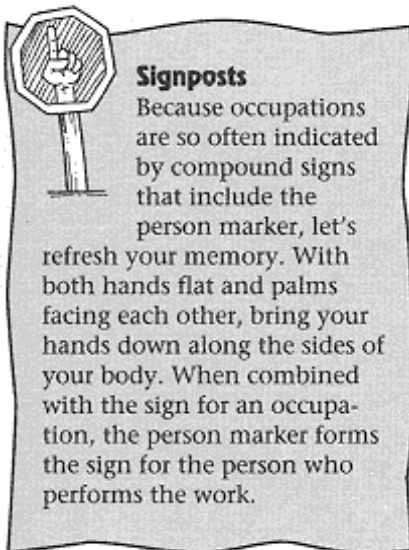 Signposts
Because occupations
are so often indicated
by compound signs
that include the
person marker, let's
refresh your memory. With
both hands flat and palms
facing each other, bring your
hands down along the sides of
your body. When combined
with the sign for an occupa-
tion, the person marker forms
the sign for the person who
performs the work.